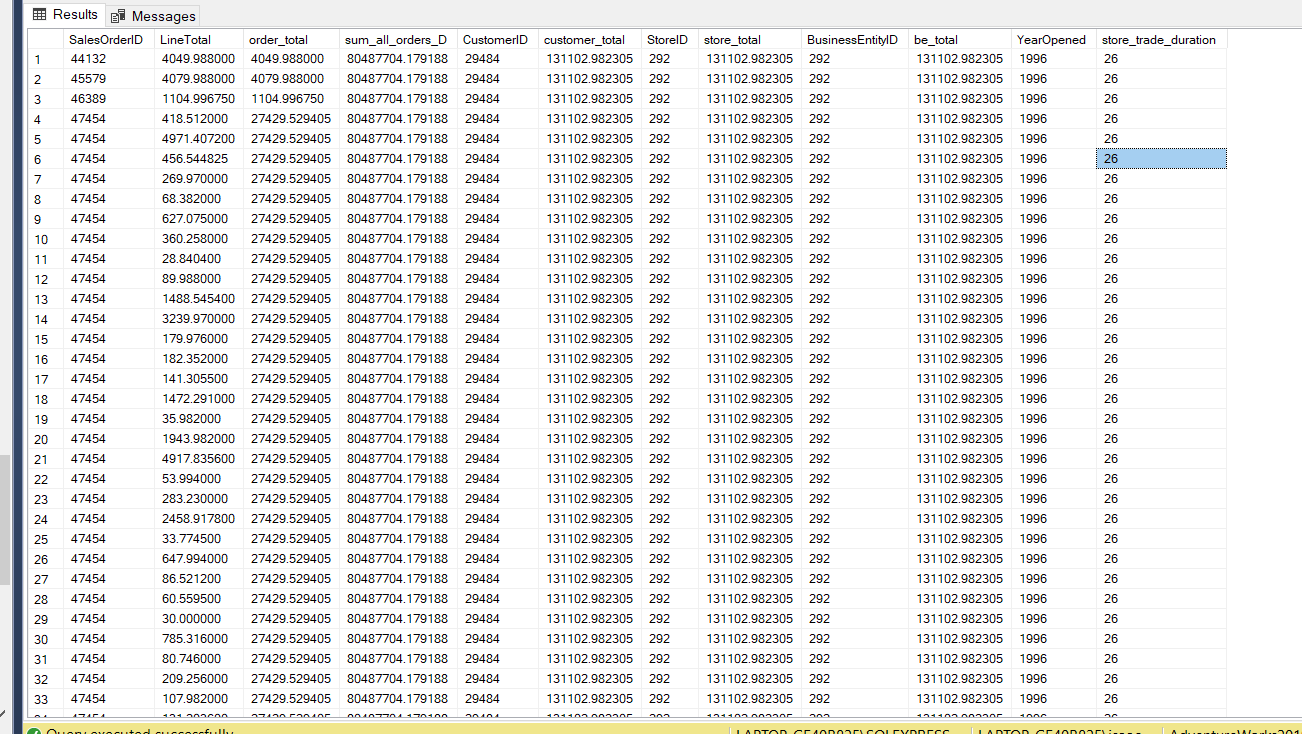 Results Messages
SalesOrderID LineTotal order_total sum_all_orders_D CustomerID customer_total StoreID store_total BusinessEntityID be_total YearOpened store_trade_duration
1 44132 4049.988000 4049.988000 80487704.179188 29484 131102.982305 292 131102.982305 292 131102.982305 1996 26
2 45579 4079.988000 4079.988000 80487704.179188 29484 131102.982305 292 131102.982305 292 131102.982305 1996 26
3 46389 1104.996750 1104.996750 80487704.179188 29484 131102.982305 292 131102.982305 292 131102.982305 1996 26
4 47454 418.512000 27429.529405 80487704.179188 29484 131102.982305 292 131102.982305 292 131102.982305 1996 26
5 47454 4971.407200 27429.529405 80487704.179188 29484 131102.982305 292 131102.982305 292 131102.982305 1996 26
6 47454 456.544825 27429.529405 80487704.179188 29484 131102.982305 292 131102.982305 292 131102.982305 1996 26
7 47454 269.970000 27429.529405 80487704.179188 29484 131102.982305 292 131102.982305 292 131102.982305 1996 26
8 47454 68.382000 27429.529405 80487704.179188 29484 131102.982305 292 131102.982305 292 131102.982305 1996 26
9 47454 627.075000 27429.529405 80487704.179188 29484 131102.982305 292 131102.982305 292 131102.982305 1996 26
10 47454 360.258000 27429.529405 80487704.179188 29484 131102.982305 292 131102.982305 292 131102.982305 1996 26
11 47454 28.840400 27429.529405 80487704.179188 29484 131102.982305 292 131102.982305 292 131102.982305 1996 26
12 47454 89.988000 27429.529405 80487704.179188 29484 131102.982305 292 131102.982305 292 131102.982305 1996 26
13 47454 1488.545400 27429.529405 80487704.179188 29484 131102.982305 292 131102.982305 292 131102.982305 1996 26
14 47454 3239.970000 27429.529405 80487704.179188 29484 131102.982305 292 131102.982305 292 131102.982305 1996 26
15 47454 179.976000 27429.529405 80487704.179188 29484 131102.982305 292 131102.982305 292 131102.982305 1996 26
16 47454 182.352000 27429.529405 80487704.179188 29484 131102.982305 292 131102.982305 292 131102.982305 1996 26
17 47454 141.305500 27429.529405 80487704.179188 29484 131102.982305 292 131102.982305 292 131102.982305 1996 26
18 47454 1472.291000 27429.529405 80487704.179188 29484 131102.982305 292 131102.982305 292 131102.982305 1996 26
19 47454 35.982000 27429.529405 80487704.179188 29484 131102.982305 292 131102.982305 292 131102.982305 1996 26
20 47454 1943.982000 27429.529405 80487704.179188 29484 131102.982305 292 131102.982305 292 131102.982305 1996 26
21 47454 4917.835600 27429.529405 80487704.179188 29484 131102.982305 292 131102.982305 292 131102.982305 1996 26
22 47454 53.994000 27429.529405 80487704.179188 29484 131102.982305 292 131102.982305 292 131102.982305 1996 26
23 47454 283.230000 27429.529405 80487704.179188 29484 131102.982305 292 131102.982305 292 131102.982305 1996 26
24 47454 2458.917800 27429.529405 80487704.179188 29484 131102.982305 292 131102.982305 292 131102.982305 1996 26
25 47454 33.774500 27429.529405 80487704.179188 29484 131102.982305 292 131102.982305 292 131102.982305 1996 26
26 47454 647.994000 27429.529405 80487704.179188 29484 131102.982305 292 131102.982305 292 131102.982305 1996 26
27 47454 86.521200 27429.529405 80487704.179188 29484 131102.982305 292 131102.982305 292 131102.982305 1996 26
28 47454 60.559500 27429.529405 80487704.179188 29484 131102.982305 292 131102.982305 292 131102.982305 1996 26
29 47454 30.000000 27429.529405 80487704.179188 29484 131102.982305 292 131102.982305 292 131102.982305 1996 26
30 47454 785.316000 27429.529405 80487704.179188 29484 131102.982305 292 131102.982305 292 131102.982305 1996 26
31 47454 80.746000 27429.529405 80487704.179188 29484 131102.982305 292 131102.982305 292 131102.982305 1996 26
32 47454 209.256000 27429.529405 80487704.179188 29484 131102.982305 292 131102.982305 292 131102.982305 1996 26
33 47454 107.982000 27429.529405 80487704.179188 29484 131102.982305 292 131102.982305 292 131102.982305 1996 26
Query executed successfully